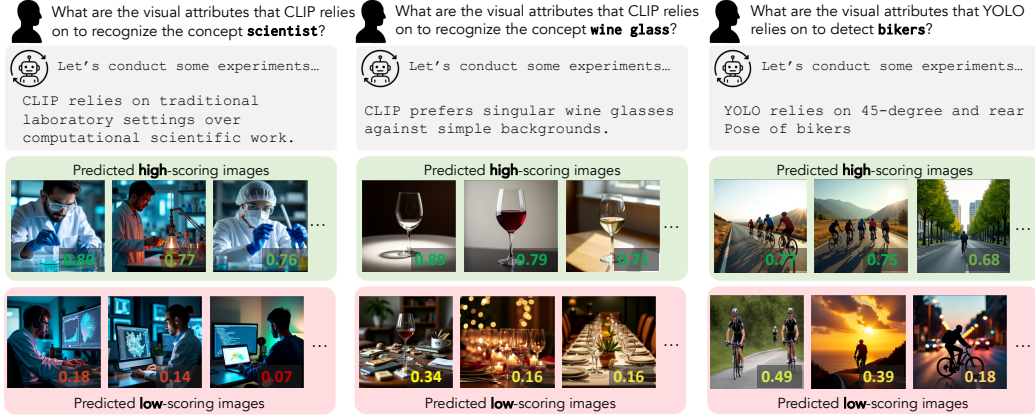 What are the visual attributes that CLIP relies
on to recognize the concept scientist?
Let's conduct some experiments…
CLIP relies on traditional
laboratory settings over
computational scientific work.
Predicted high-scoring images
0.80 0.77 0.76 ...
0.18 0.14 0.07 ...
Predicted low-scoring images
What are the visual attributes that CLIP relies
on to recognize the concept wine glass?
Let's conduct some experiments…
CLIP prefers singular wine glasses
against simple backgrounds.
Predicted high-scoring images
0.89 0.79 0.71 ...
0.34 0.16 0.16 ...
Predicted low-scoring images
What are the visual attributes that YOLO
relies on to detect bikers?
Let's conduct some experiments…
YOLO relies on 45-degree and rear
Pose of bikers
Predicted high-scoring images
0.77 0.75 0.68 ...
0.49 0.39 0.18 ...
Predicted low-scoring images